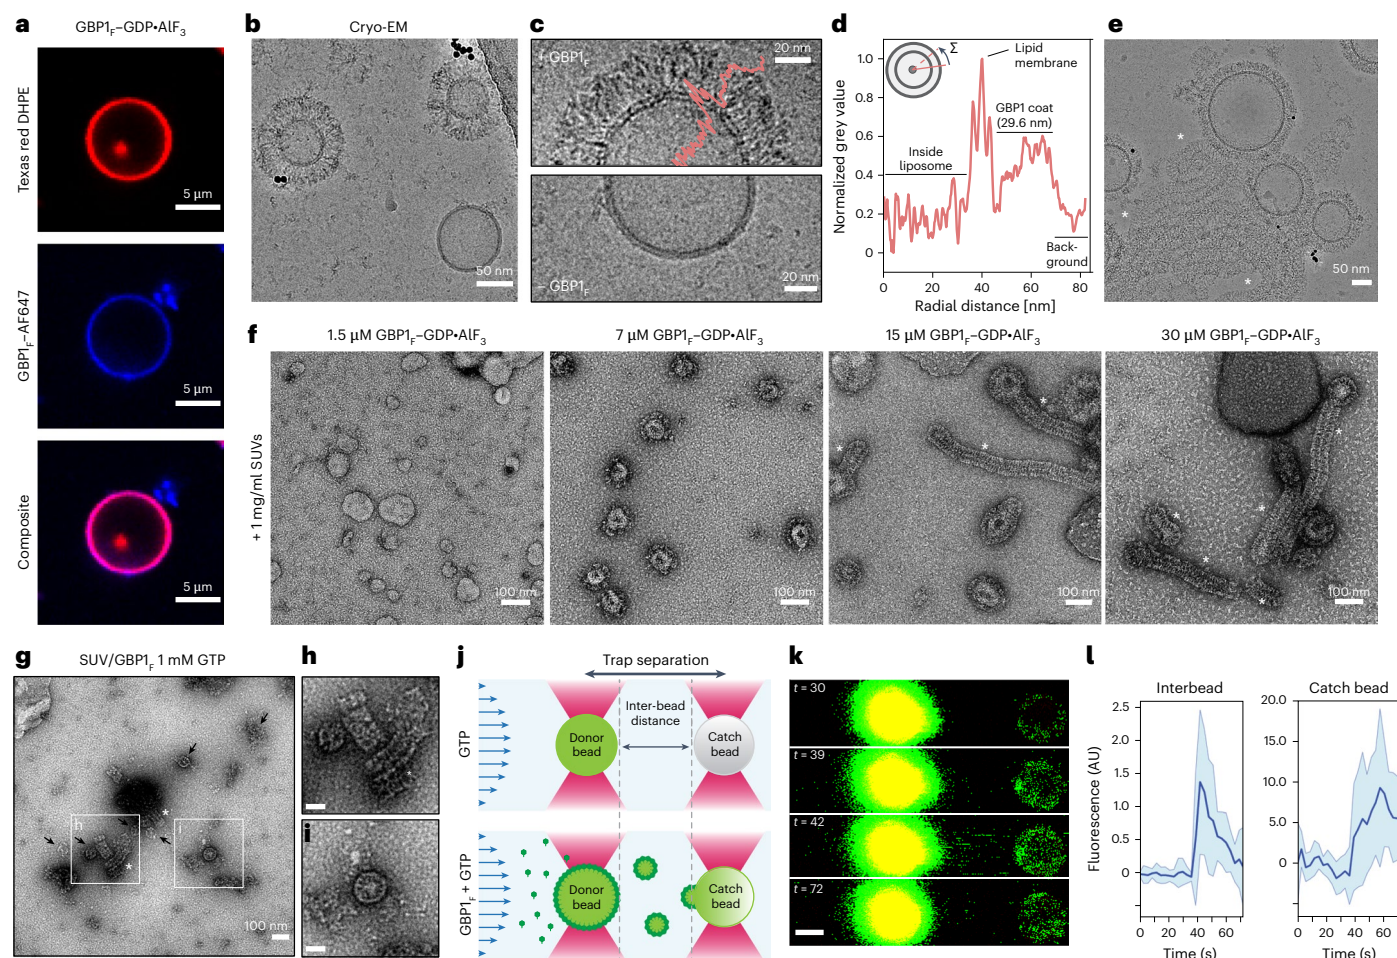 a
GBP1F–GDP•AlF3
Texas red DHPE
5 µm
GBP1F–AF647
5 µm
Composite
5 µm
b
Cryo-EM
50 nm
c
+ GBP1F
20 nm
– GBP1F
20 nm
d
Normalized grey value
1.0
0.8
0.6
0.4
0.2
0
Σ
Lipid
membrane
GBP1 coat
(29.6 nm)
Inside
liposome
Back-
ground
0 20 40 60 80
Radial distance [nm]
e
*
*
*
50 nm
f
+ 1 mg/ml SUVs
1.5 µM GBP1F–GDP•AlF3
100 nm
7 µM GBP1F–GDP•AlF3
100 nm
15 µM GBP1F–GDP•AlF3
*
*
*
100 nm
30 µM GBP1F–GDP•AlF3
*
*
*
*
100 nm
g
SUV/GBP1F 1 mM GTP
*
h
*
i
100 nm
h
*
i
j
Trap separation
GTP
Inter-bead
distance
Donor
bead
Catch
bead
GBP1F + GTP
Donor
bead
Catch
bead
k
t = 30
t = 39
t = 42
t = 72
l
Interbead
Fluorescence (AU)
2.5
2.0
1.5
1.0
0.5
0
0 20 40 60
Time (s)
Catch bead
20.0
15.0
10.0
5.0
0
0 20 40 60
Time (s)